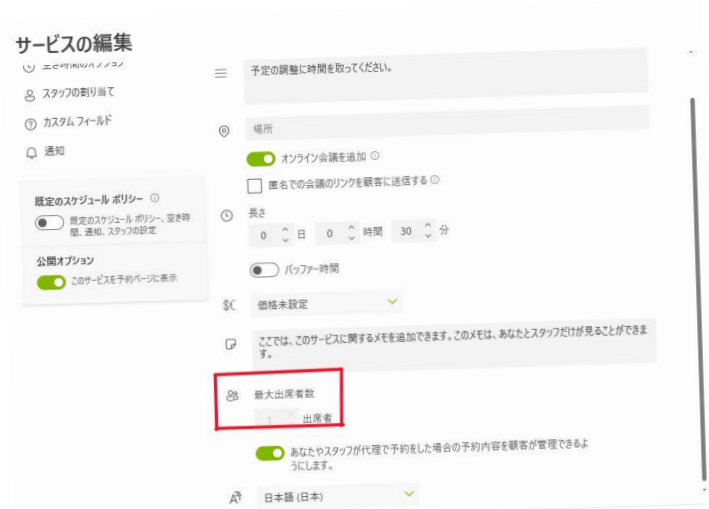 サービスの編集
空き時間のオプション
スタッフの割り当て
カスタム フィールド
通知
既定のスケジュール ポリシー
既定のスケジュール ポリシー、空き時
間、通知、スタッフの設定
公開オプション
このサービスを予約ページに表示
予定の調整に時間を取ってください。
場所
オンライン会議を追加
匿名での会議のリンクを顧客に送信する
長さ
0 日 0 時間 30 分
バッファー時間
$€ 価格未設定
ここでは、このサービスに関するメモを追加できます。このメモは、あなたとスタッフだけが見ることができま
す。
最大出席者数
1 出席者
あなたやスタッフが代理で予約をした場合の予約内容を顧客が管理できるよ
うにします。
日本語 (日本)